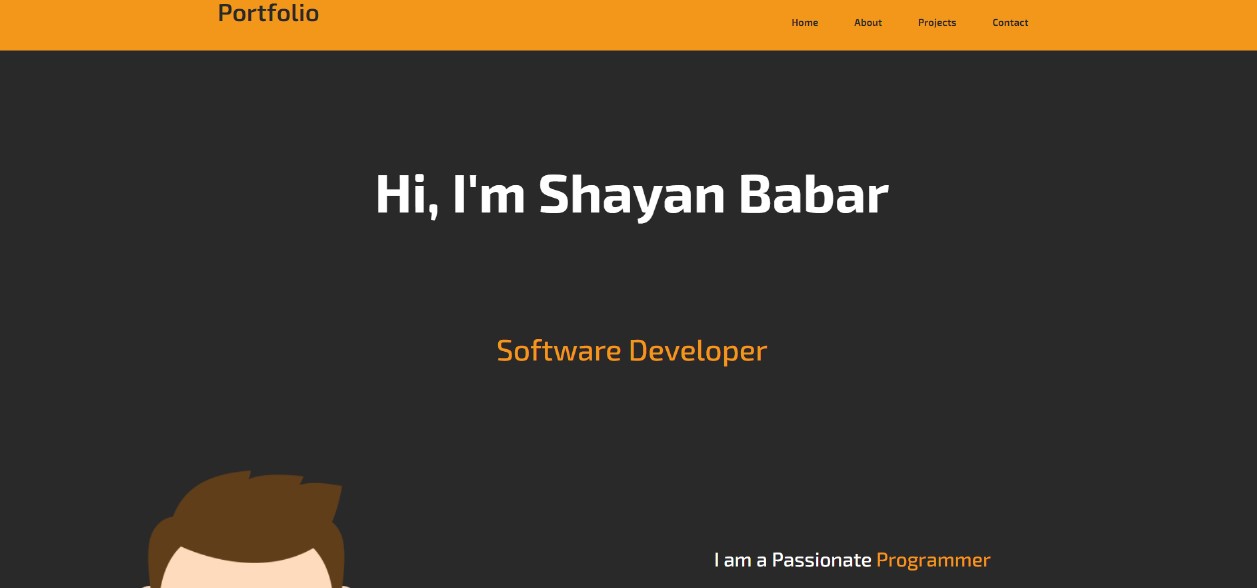 Portfolio
Home About Projects Contact
Hi, I'm Shayan Babar
Software Developer
I am a Passionate Programmer